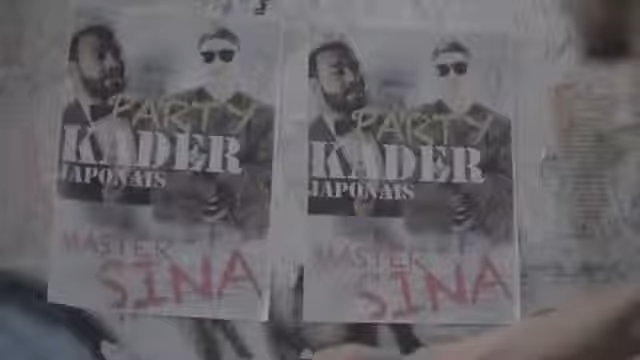 PARTY
KADER
JAPONAIS
MASTER
SINA
PARTY
KADER
JAPONAIS
MASTER
SINA